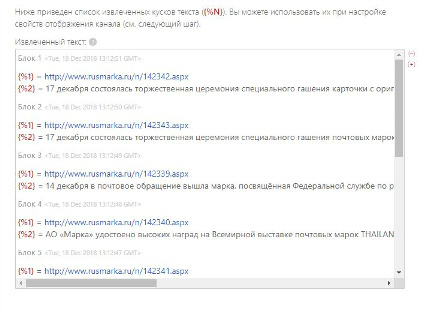 Ниже приведен список извлеченных кусков текста ({%N}). Вы можете использовать их при настройке
свойств отображения канала (см. следующий шаг).
Извлеченный текст: ?
Блок 1 <Tue, 18 Dec 2018 13:12:51 GMT>
{%1} = http://www.rusmarka.ru/n/142342.aspx
{%2} = 17 декабря состоялась торжественная церемония специального гашения карточки с ориг
Блок 2 <Tue, 18 Dec 2018 13:12:50 GMT>
{%1} = http://www.rusmarka.ru/n/142343.aspx
{%2} = 17 декабря состоялась торжественная церемония специального гашения почтовых марок
Блок 3 <Tue, 18 Dec 2018 13:12:49 GMT>
{%1} = http://www.rusmarka.ru/n/142339.aspx
{%2} = 14 декабря в почтовое обращение вышла марка, посвящённая Федеральной службе по р
Блок 4 <Tue, 18 Dec 2018 13:12:48 GMT>
{%1} = http://www.rusmarka.ru/n/142340.aspx
{%2} = АО «Марка» удостоено высоких наград на Всемирной выставке почтовых марок THAILAN
Блок 5 <Tue, 18 Dec 2018 13:12:47 GMT>
{%1} = http://www.rusmarka.ru/n/142341.aspx